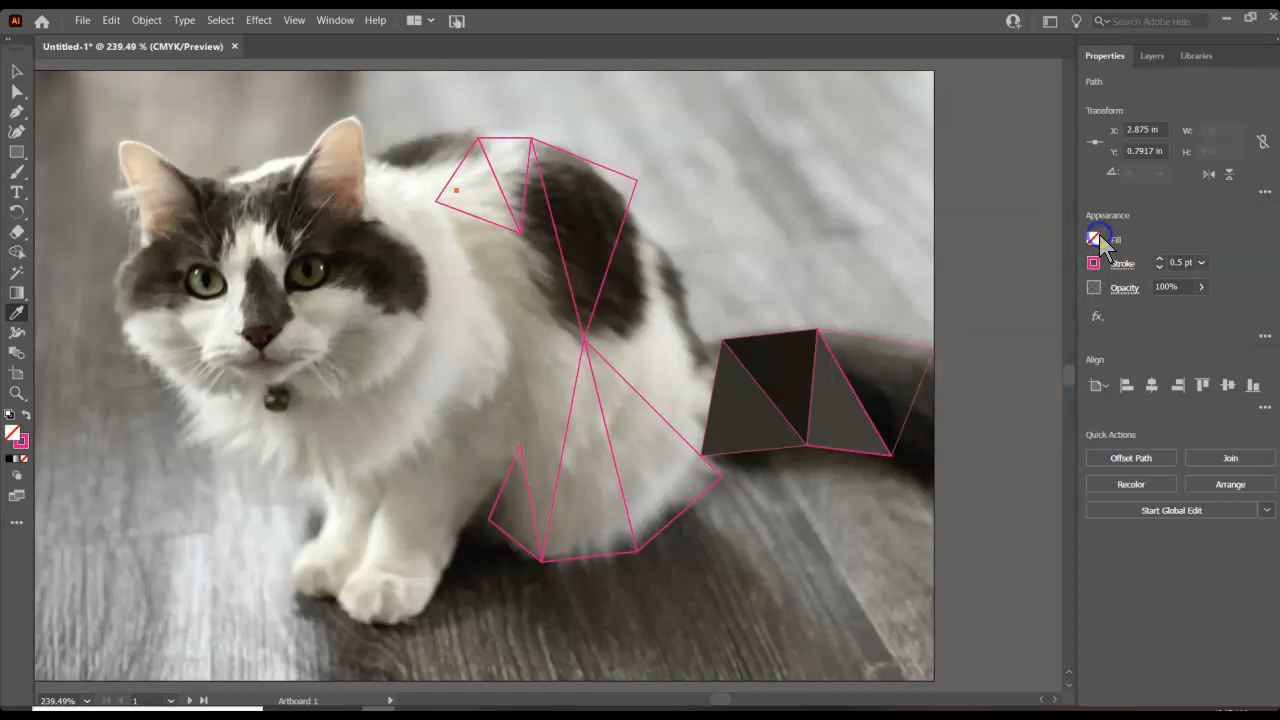 Ai File Edit Object Type Select Effect View Window Help Search Adobe Help
Untitled-1* @ 239.49 % (CMYK/Preview) ×
Properties Layers Libraries
Path
Transform
X: 2.875 in W:
Y: 0.7917 in H:
Appearance
Fill
Stroke 0.5 pt
Opacity 100%
fx.
Align
Quick Actions
Offset Path Join
Recolor Arrange
Start Global Edit
239.49% 1 Artboard 1